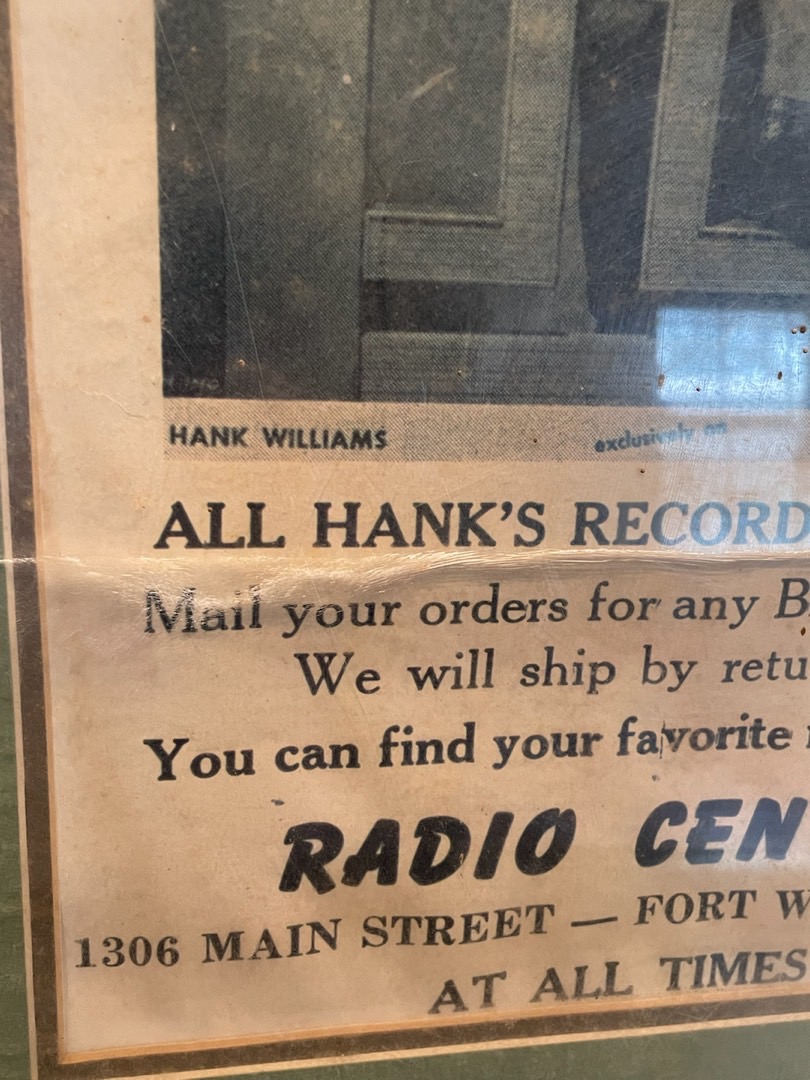 HANK WILLIAMS exclusively on
ALL HANK'S RECORD
Mail your orders for any B
We will ship by retu
You can find your favorite
RADIO CEN
1306 MAIN STREET — FORT W
AT ALL TIMES